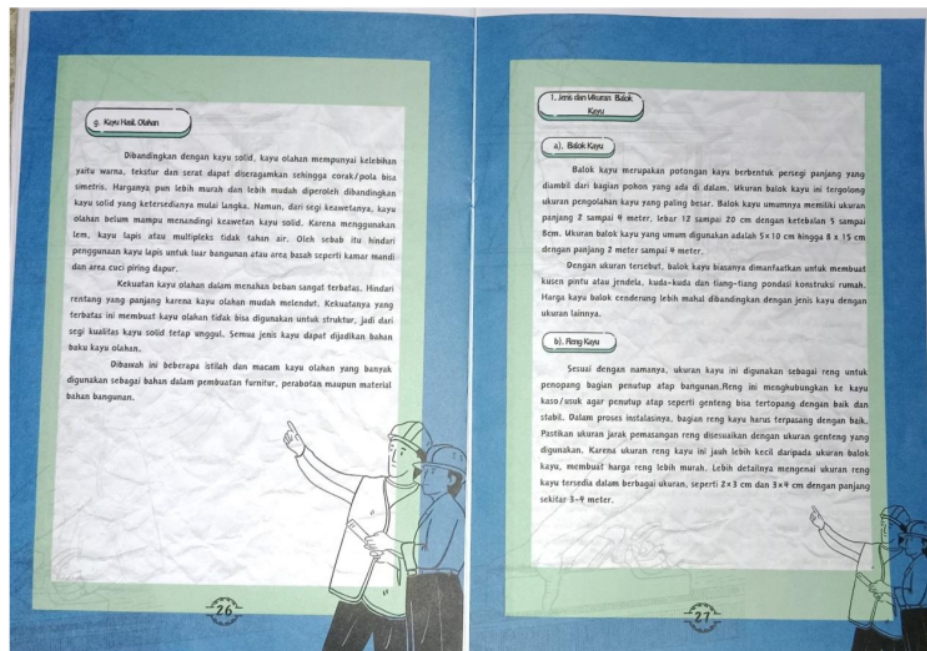 g. Kayu Hasil Olahan
Dibandingkan dengan kayu solid, kayu olahan mempunyai kelebihan
yaitu warna, tekstur dan serat dapat diseragamkan sehingga corak/pola bisa
simetris. Harganya pun lebih murah dan lebih mudah diperoleh dibandingkan
kayu solid yang ketersedianya mulai langka. Namun, dari segi keawetanya, kayu
olahan belum mampu menandingi keawetan kayu solid. Karena menggunakan
lem, kayu lapis atau multipleks tidak tahan air. Oleh sebab itu hindari
penggunaan kayu lapis untuk luar bangunan atau area basah seperti kamar mandi
dan area cuci piring dapur.
Kekuatan kayu olahan dalam menahan beban sangat terbatas. Hindari
rentang yang panjang karena kayu olahan mudah melendut. Kekuatanya yang
terbatas ini membuat kayu olahan tidak bisa digunakan untuk struktur, jadi dari
segi kualitas kayu solid tetap unggul. Semua jenis kayu dapat dijadikan bahan
baku kayu olahan.
Dibawah ini beberapa istilah dan macam kayu olahan yang banyak
digunakan sebagai bahan dalam pembuatan furnitur, perabotan maupun material
bahan bangunan.
26
1. Jenis dan Ukuran Balok
Kayu
a). Balok Kayu
Balok kayu merupakan potongan kayu berbentuk persegi panjang yang
diambil dari bagian pohon yang ada di dalam. Ukuran balok kayu ini tergolong
ukuran pengolahan kayu yang paling besar. Balok kayu umumnya memiliki ukuran
panjang 2 sampai 4 meter, lebar 12 sampai 20 cm dengan ketebalan 5 sampai
8cm. Ukuran balok kayu yang umum digunakan adalah 5×10 cm hingga 8 x 15 cm
dengan panjang 2 meter sampai 4 meter.
Dengan ukuran tersebut, balok kayu biasanya dimanfaatkan untuk membuat
kusen pintu atau jendela, kuda-kuda dan tiang-tiang pondasi konstruksi rumah.
Harga kayu balok cenderung lebih mahal dibandingkan dengan jenis kayu dengan
ukuran lainnya.
b). Reng Kayu
Sesuai dengan namanya, ukuran kayu ini digunakan sebagai reng untuk
penopang bagian penutup atap bangunan.Reng ini menghubungkan ke kayu
kaso/usuk agar penutup atap seperti genteng bisa tertopang dengan baik dan
stabil. Dalam proses instalasinya, bagian reng kayu harus terpasang dengan baik.
Pastikan ukuran jarak pemasangan reng disesuaikan dengan ukuran genteng yang
digunakan. Karena ukuran reng kayu ini jauh lebih kecil daripada ukuran balok
kayu, membuat harga reng lebih murah. Lebih detailnya mengenai ukuran reng
kayu tersedia dalam berbagai ukuran, seperti 2×3 cm dan 3×4 cm dengan panjang
sekitar 3-4 meter.
27